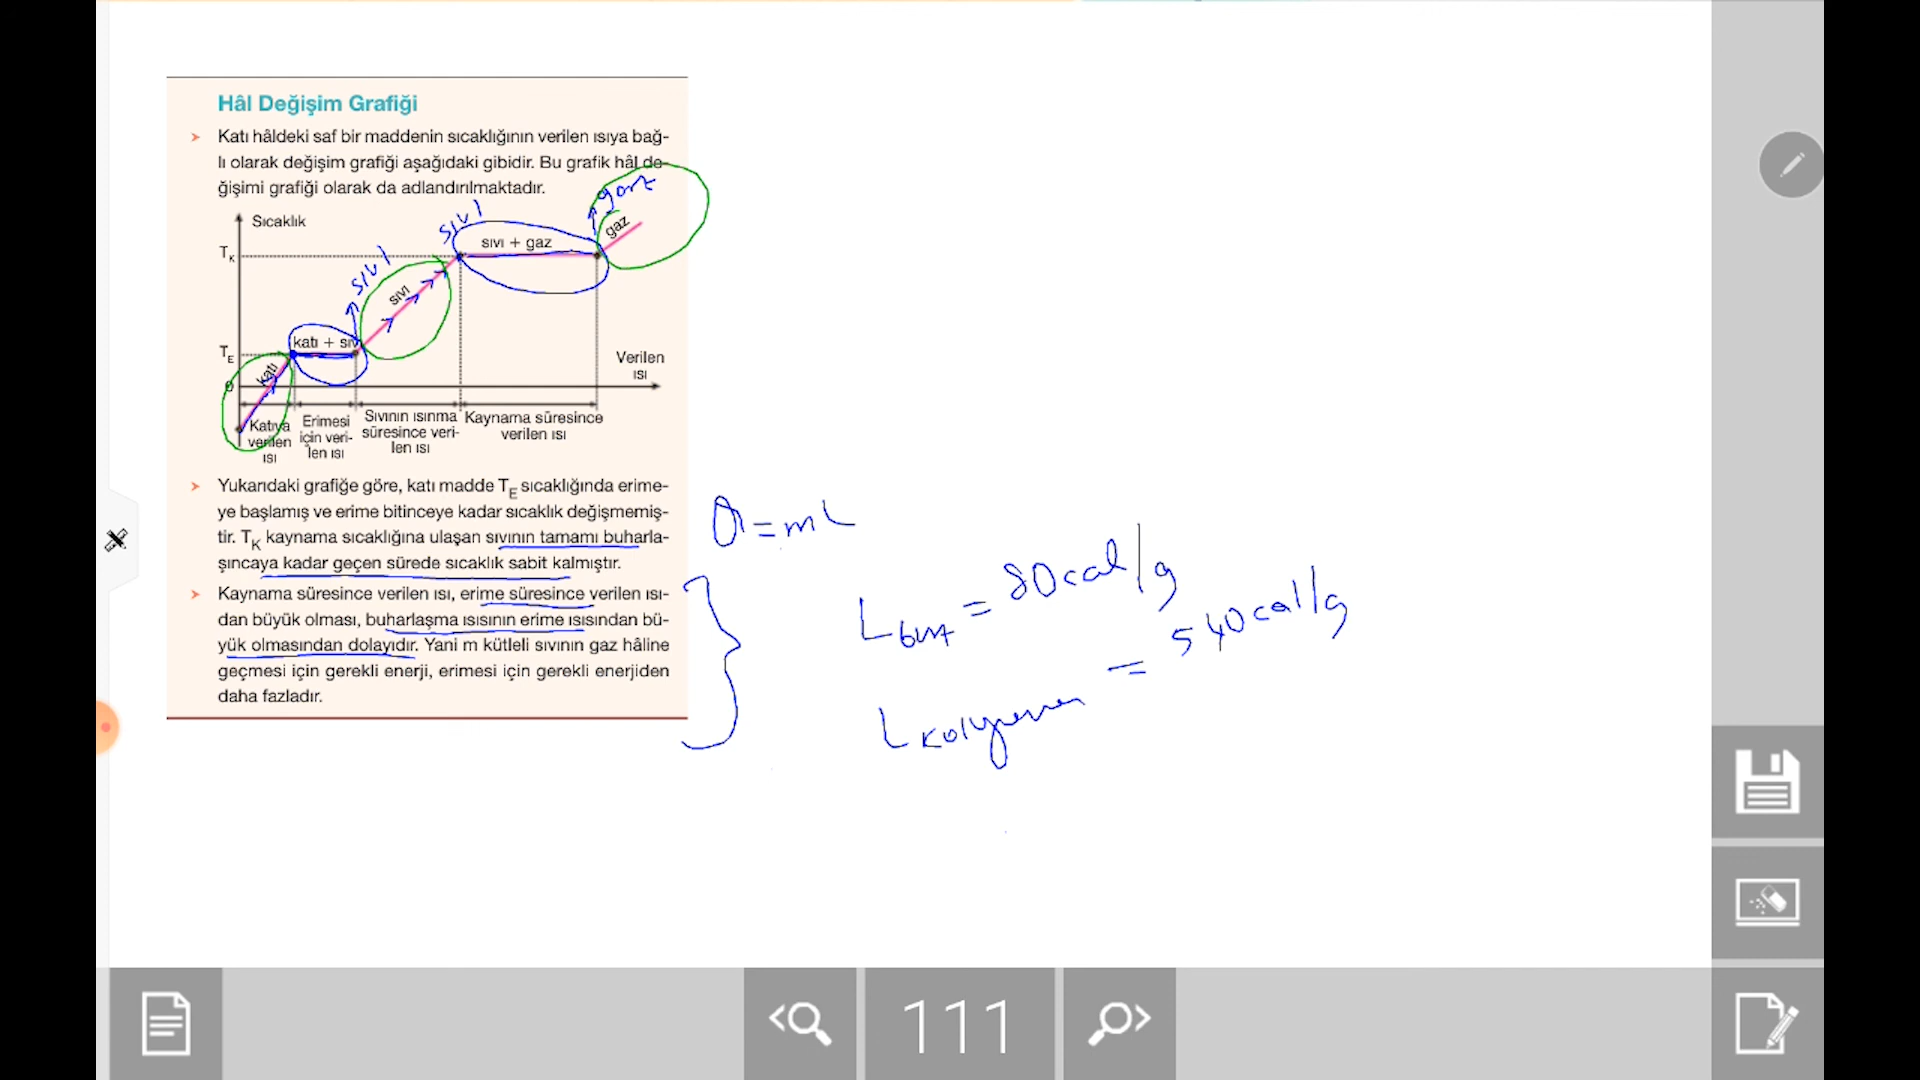 Hâl Değişim Grafiği
➤ Katı hâldeki saf bir maddenin sıcaklığının verilen ısıya bağ-
lı olarak değişim grafiği aşağıdaki gibidir. Bu grafik hâl de-
ğişimi grafiği olarak da adlandırılmaktadır.
Sıcaklık
T_K
T_E
0
katı
katı + sıv
sıvı
sıvı
sıvı
sıvı + gaz
gaz
Verilen
ısı
Katıya
verilen
ısı
Erimesi
için veri-
len ısı
Sıvının ısınma
süresince veri-
len ısı
Kaynama süresince
verilen ısı
➤ Yukarıdaki grafiğe göre, katı madde T_E sıcaklığında erime-
ye başlamış ve erime bitinceye kadar sıcaklık değişmemiş-
tir. T_K kaynama sıcaklığına ulaşan sıvının tamamı buharla-
şıncaya kadar geçen sürede sıcaklık sabit kalmıştır.
➤ Kaynama süresince verilen ısı, erime süresince verilen ısı-
dan büyük olması, buharlaşma ısısının erime ısısından bü-
yük olmasından dolayıdır. Yani m kütleli sıvının gaz hâline
geçmesi için gerekli enerji, erimesi için gerekli enerjiden
daha fazladır.
Q = mL
L = 80 cal/g
L = 540 cal/g
111